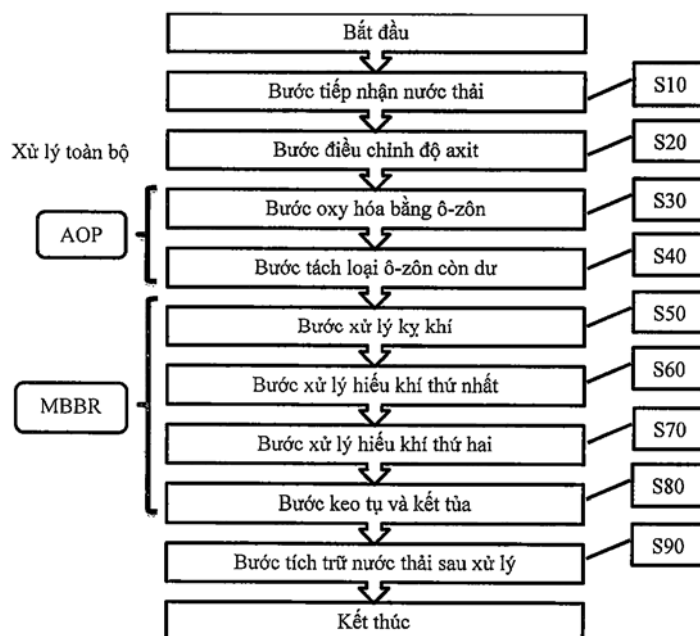 Bắt đầu
Bước tiếp nhận nước thải
S10
Xử lý toàn bộ
Bước điều chỉnh độ axit
S20
AOP
Bước oxy hóa bằng ô-zôn
S30
Bước tách loại ô-zôn còn dư
S40
MBBR
Bước xử lý kỵ khí
S50
Bước xử lý hiếu khí thứ nhất
S60
Bước xử lý hiếu khí thứ hai
S70
Bước keo tụ và kết tủa
S80
Bước tích trữ nước thải sau xử lý
S90
Kết thúc